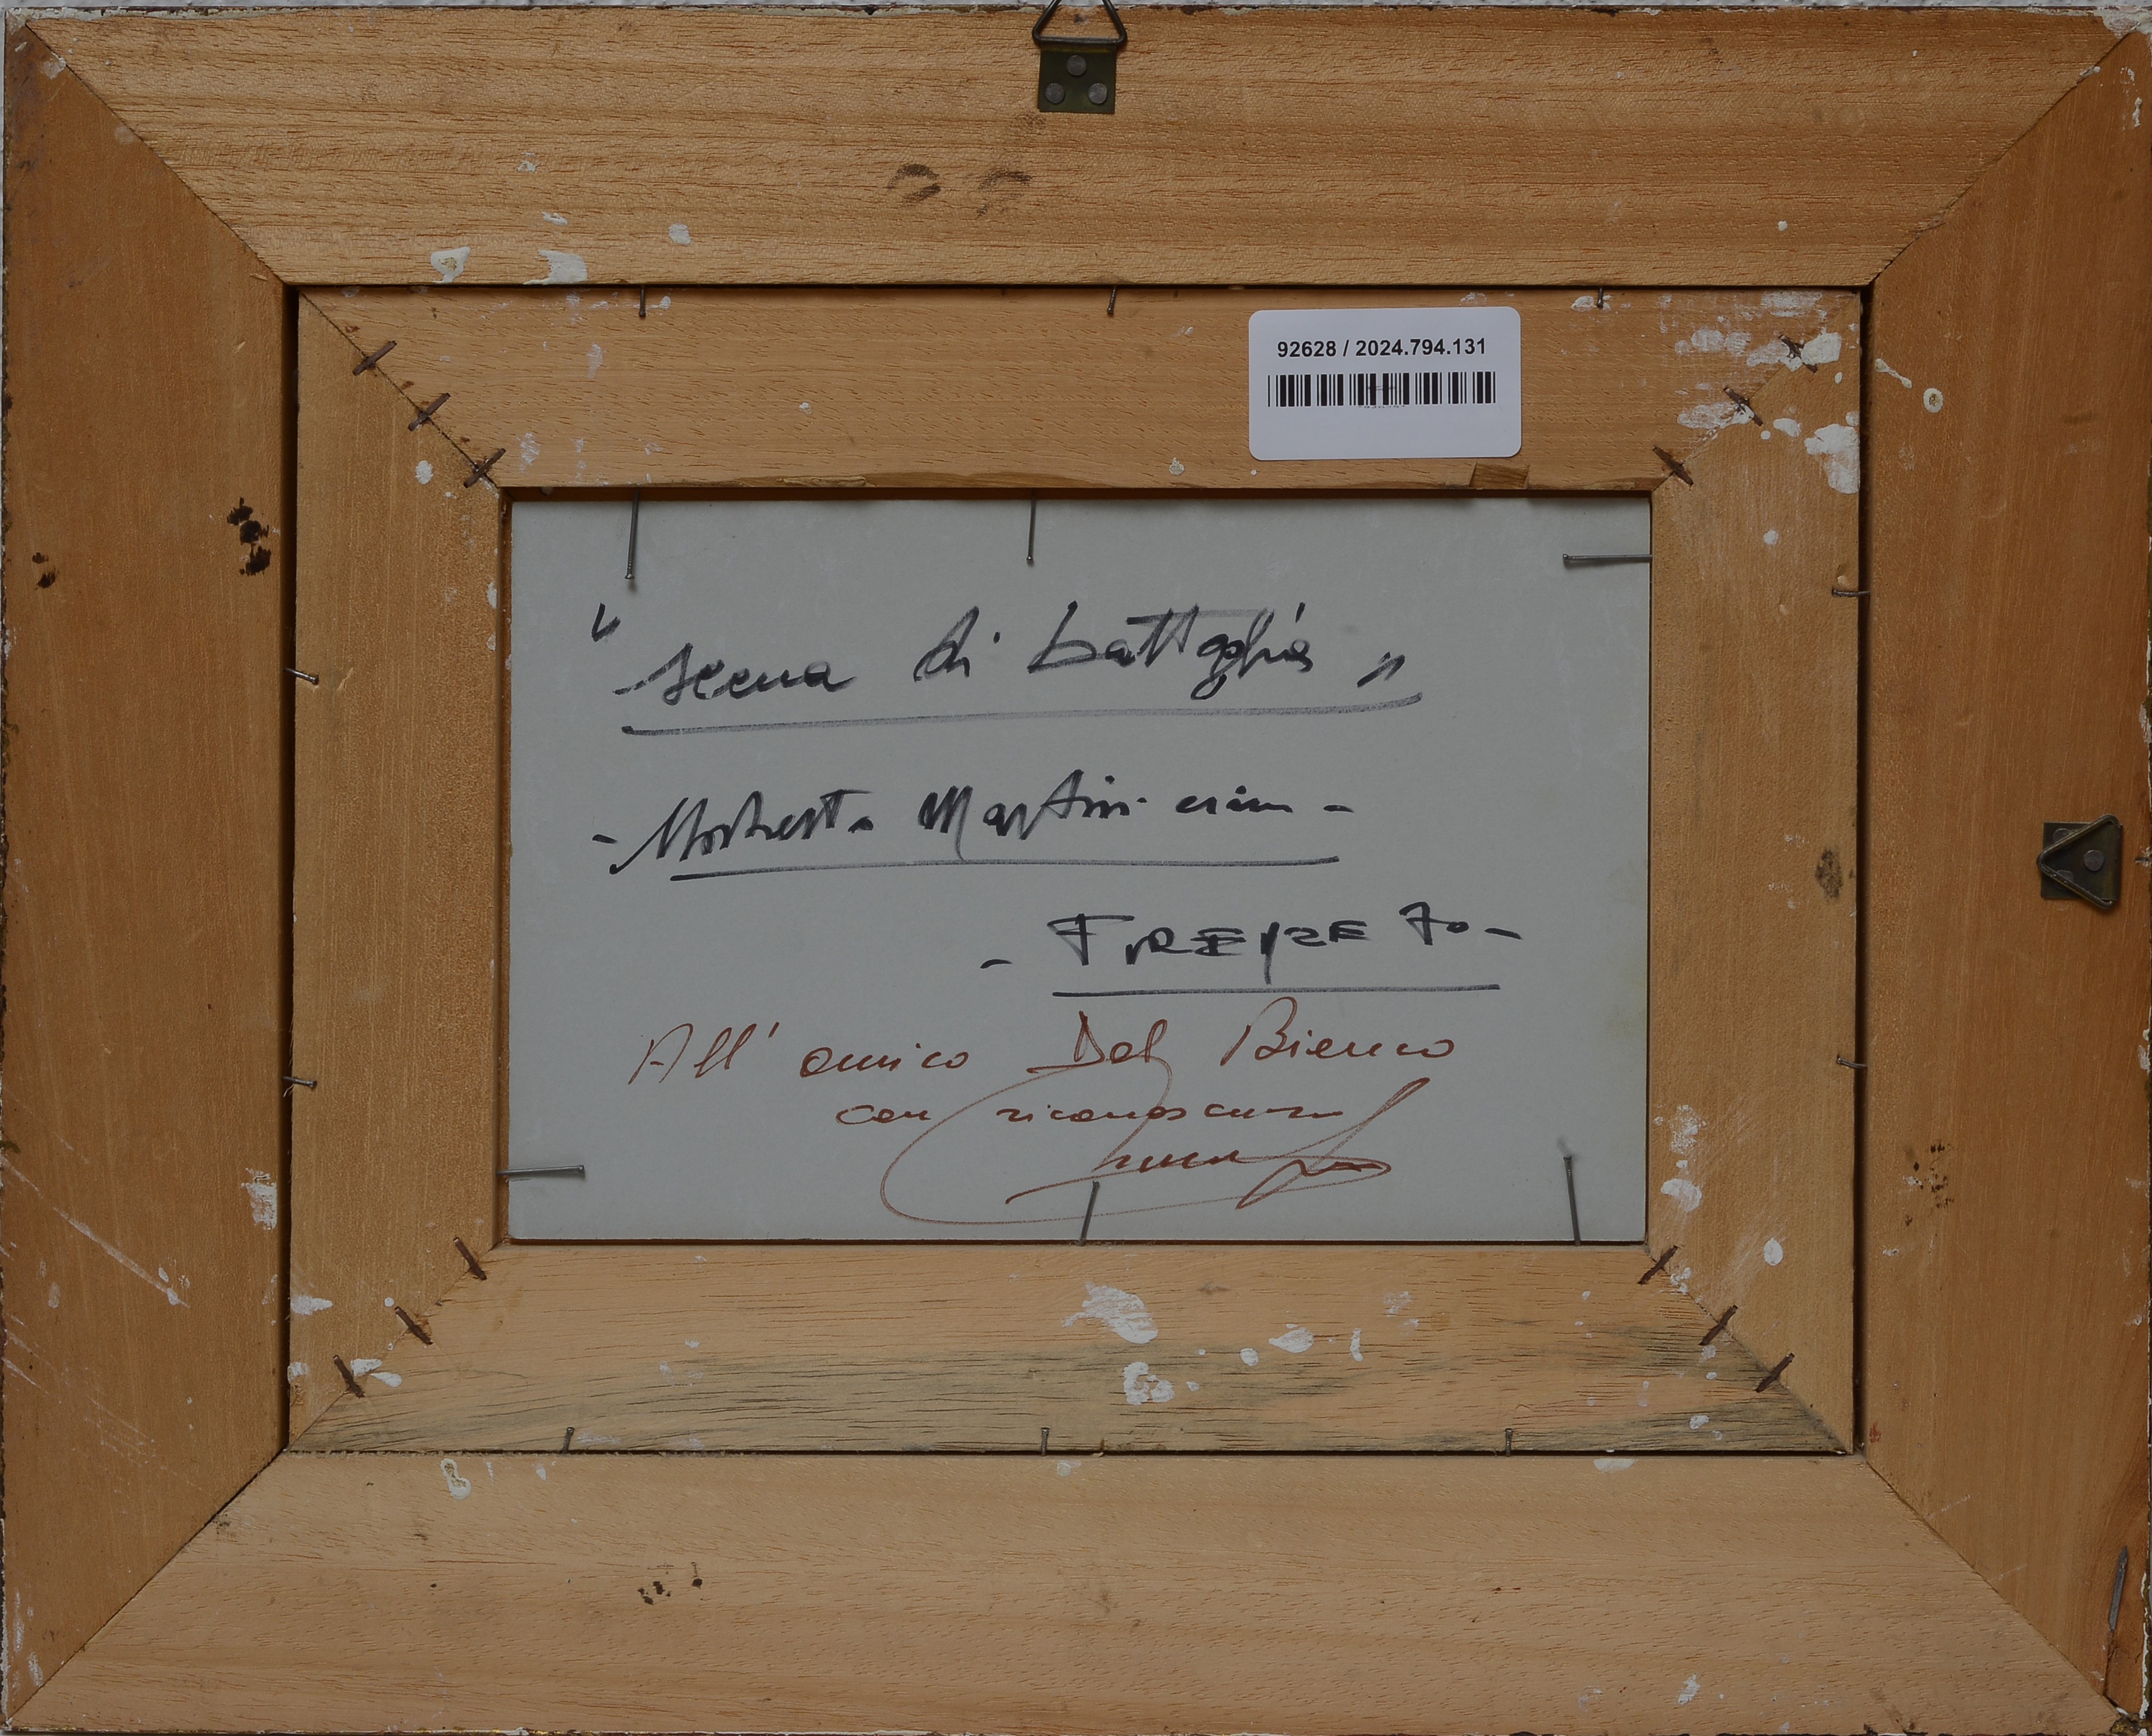 92628 / 2024.794.131
" scena di battaglia "
- Norberto Martini -
- FIRENZE 70 -
All' amico Del Bianco
con riconoscenza